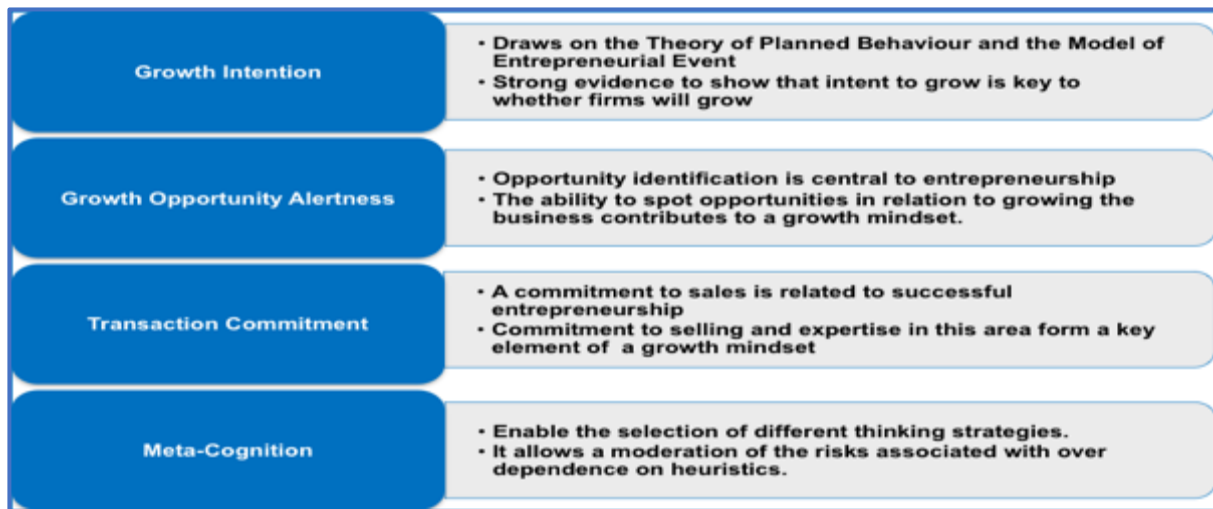 Growth Intention
• Draws on the Theory of Planned Behaviour and the Model of
Entrepreneurial Event
• Strong evidence to show that intent to grow is key to
whether firms will grow
Growth Opportunity Alertness
• Opportunity identification is central to entrepreneurship
• The ability to spot opportunities in relation to growing the
business contributes to a growth mindset.
Transaction Commitment
• A commitment to sales is related to successful
entrepreneurship
• Commitment to selling and expertise in this area form a key
element of a growth mindset
Meta-Cognition
• Enable the selection of different thinking strategies.
• It allows a moderation of the risks associated with over
dependence on heuristics.